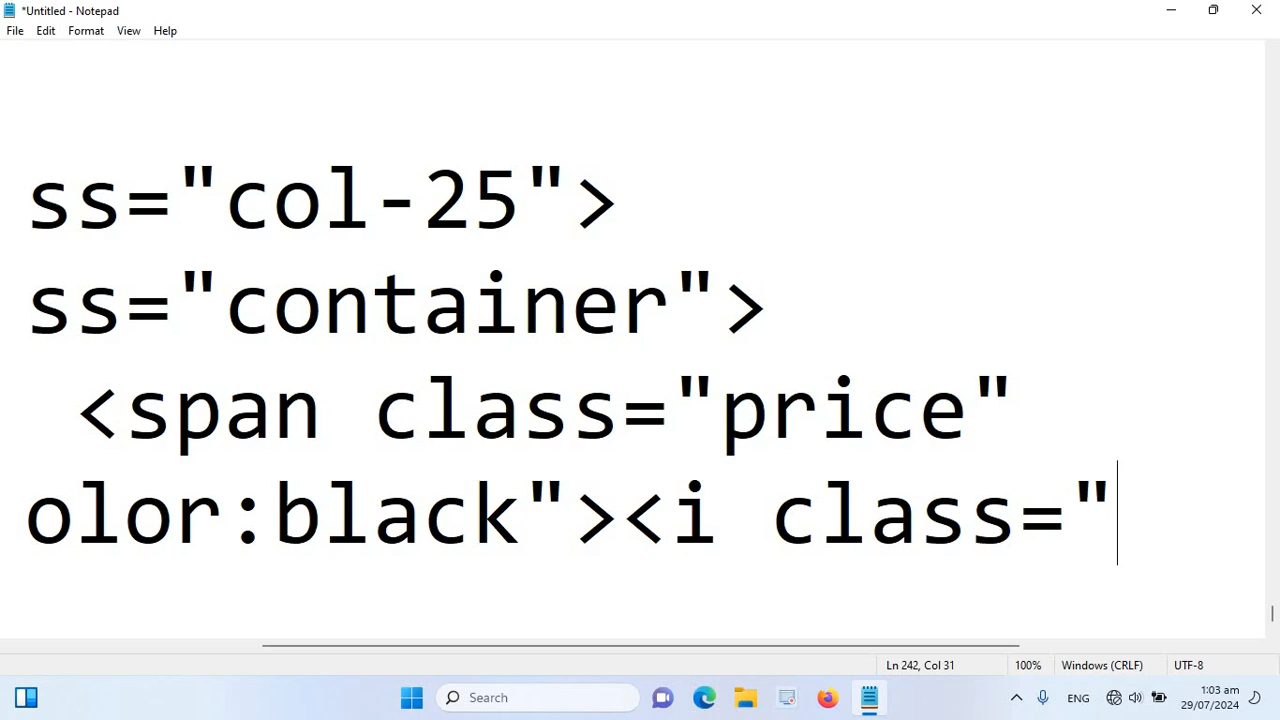 *Untitled - Notepad
File Edit Format View Help
ss="col-25">
ss="container">
<span class="price"
olor:black"><i class="
Ln 242, Col 31 100% Windows (CRLF) UTF-8
Search ENG 1:03 am
29/07/2024